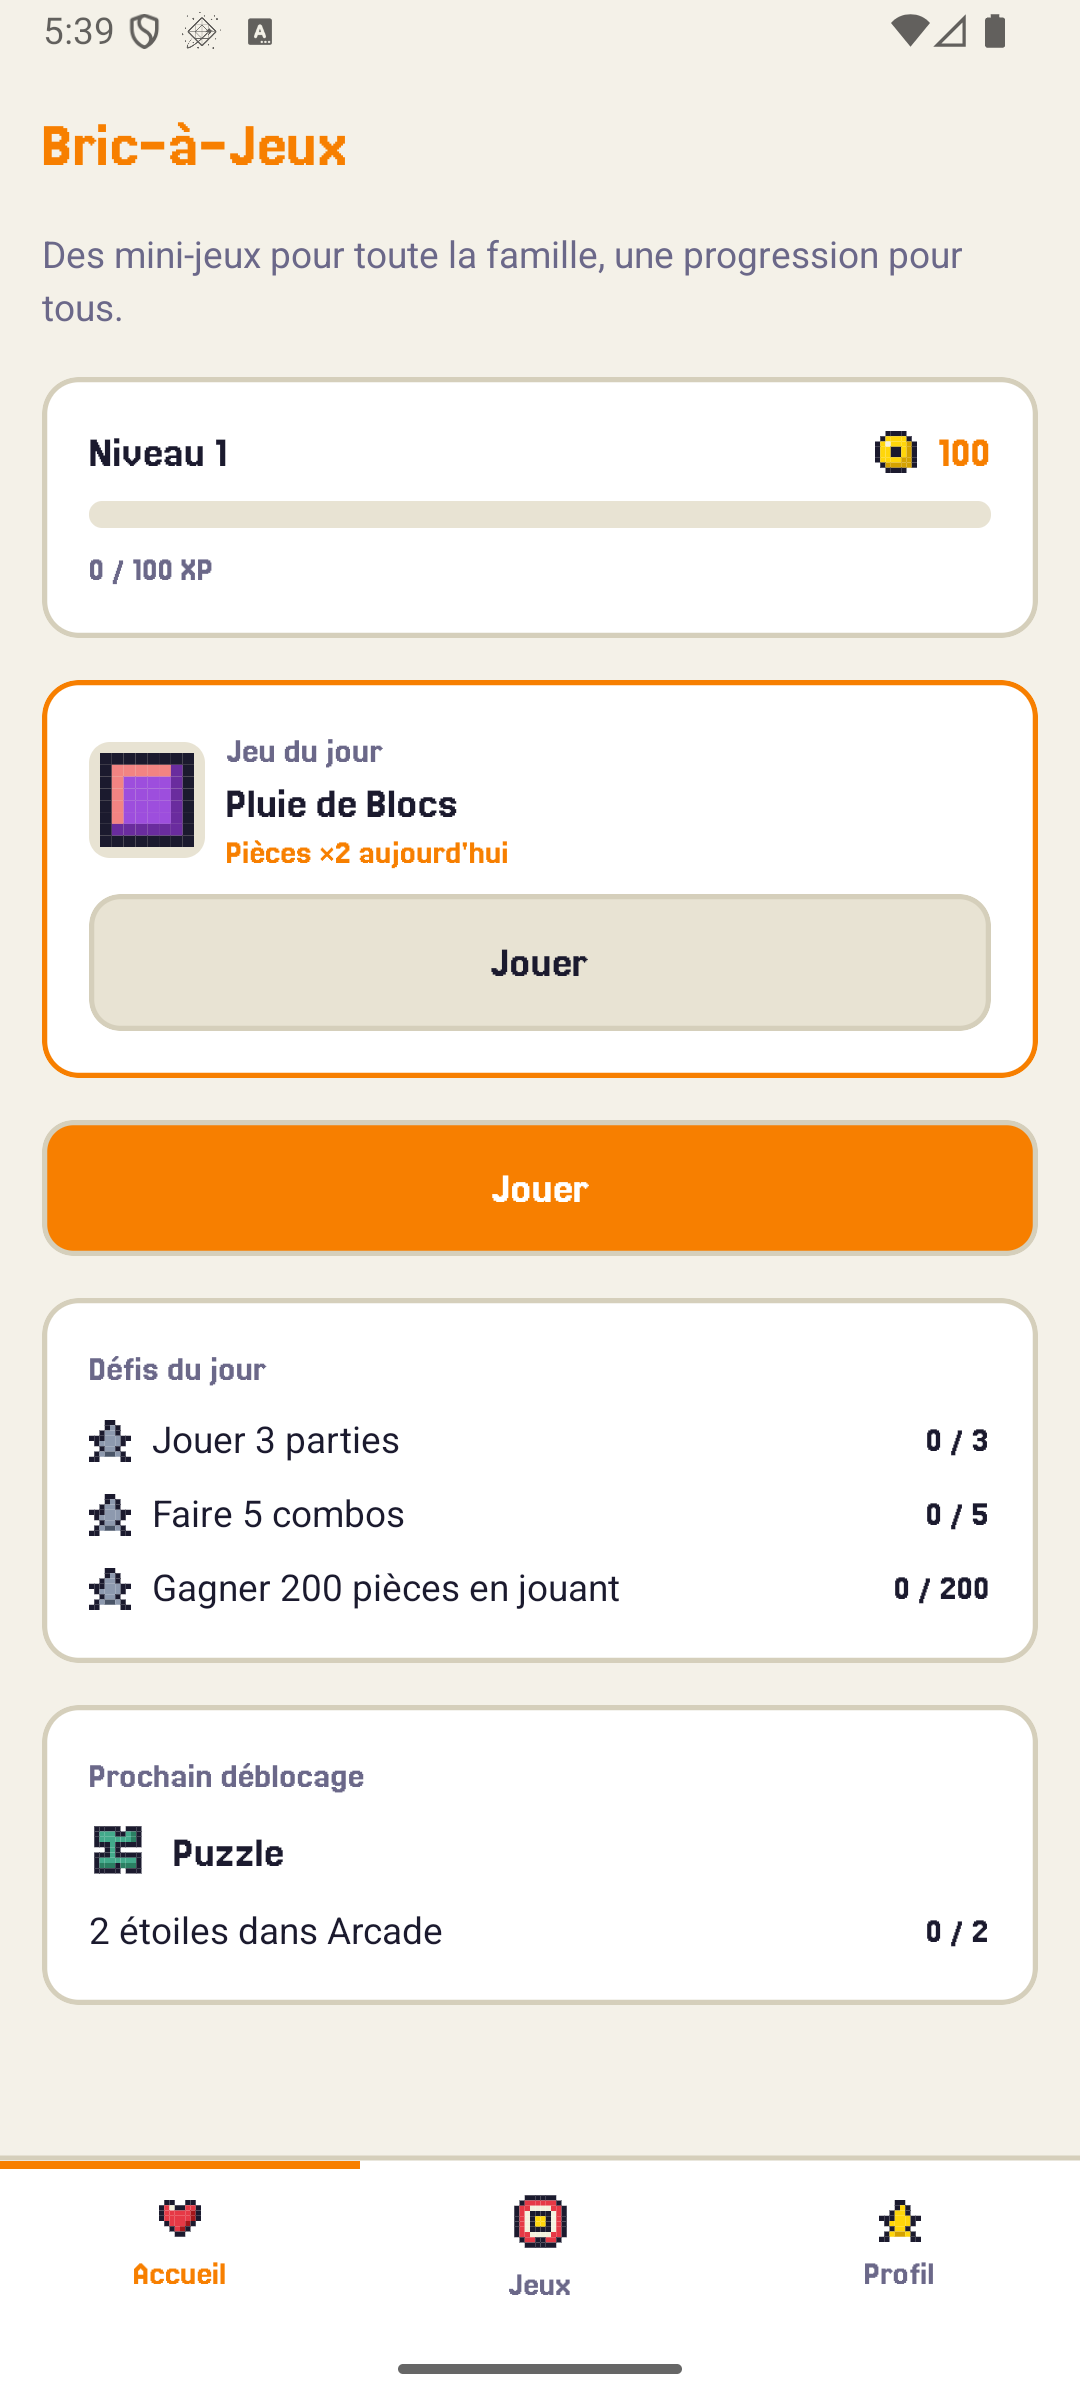 5:39
Bric-à-Jeux
Des mini-jeux pour toute la famille, une progression pour
tous.
Niveau 1
100
0 / 100 XP
Jeu du jour
Pluie de Blocs
Pièces ×2 aujourd'hui
Jouer
Jouer
Défis du jour
Jouer 3 parties
0 / 3
Faire 5 combos
0 / 5
Gagner 200 pièces en jouant
0 / 200
Prochain déblocage
Puzzle
2 étoiles dans Arcade
0 / 2
Accueil
Jeux
Profil